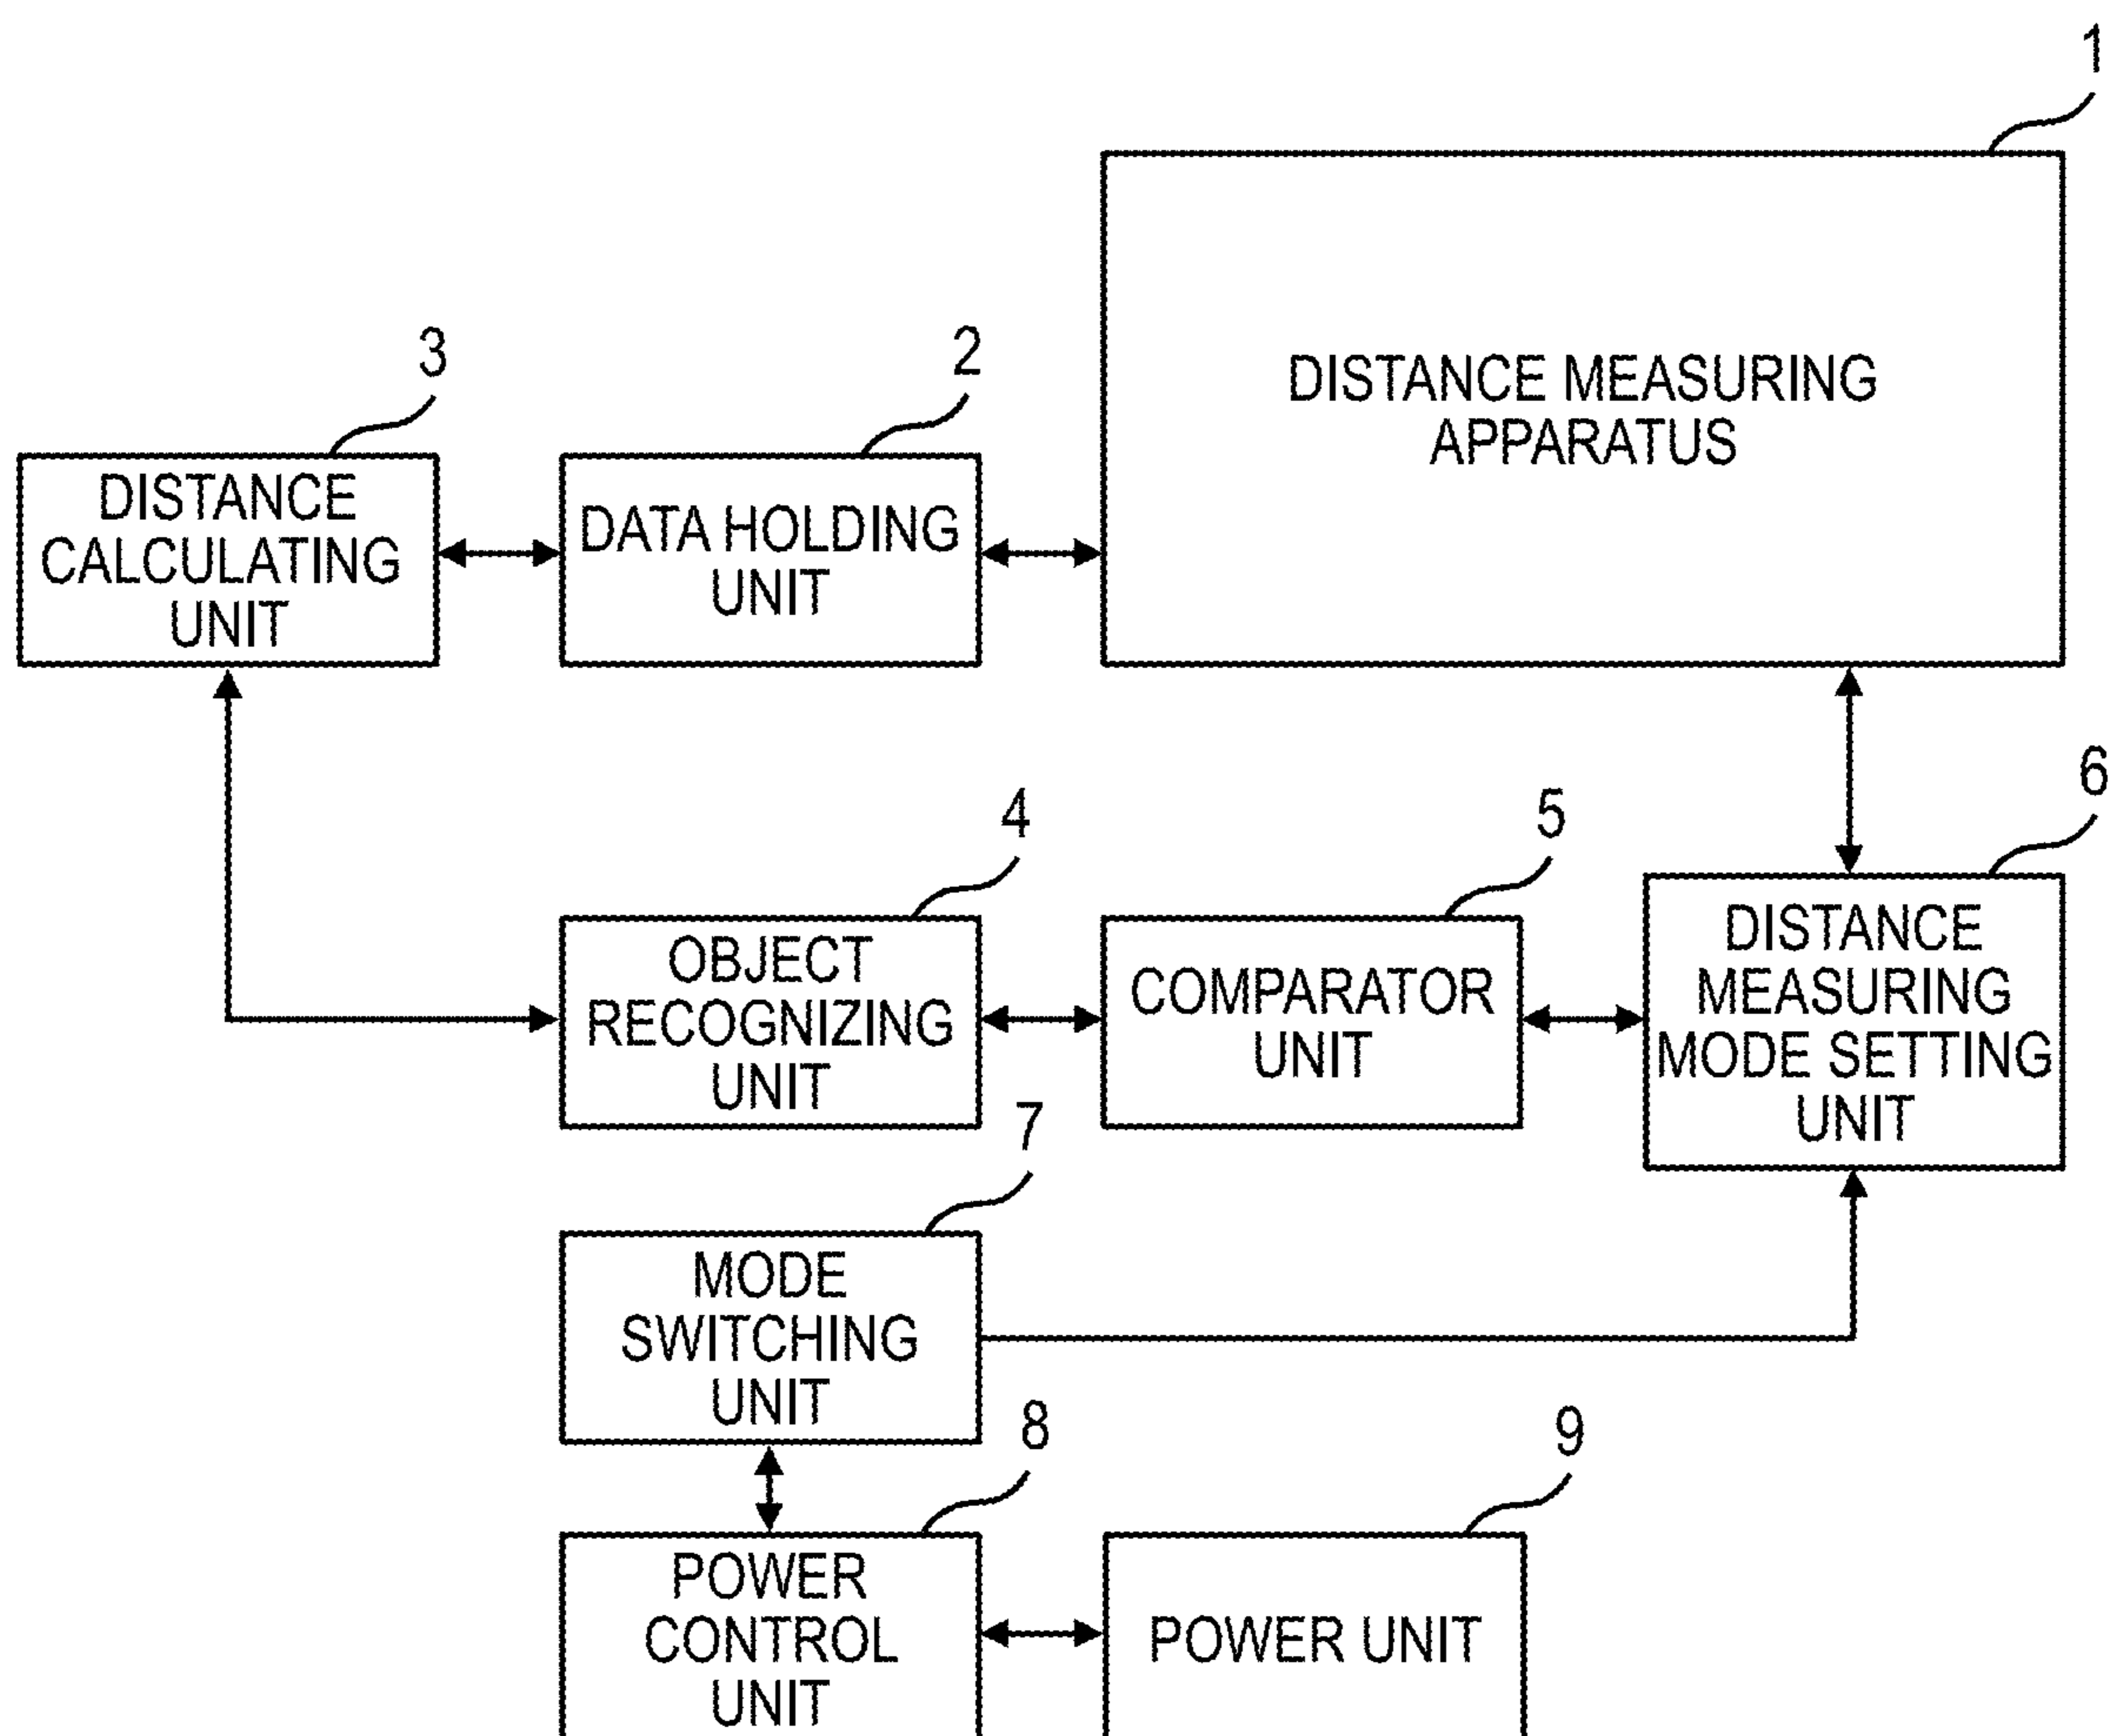 1
DISTANCE MEASURING
APPARATUS
3
2
DISTANCE
CALCULATING
UNIT
DATA HOLDING
UNIT
4
5
6
OBJECT
RECOGNIZING
UNIT
COMPARATOR
UNIT
DISTANCE
MEASURING
MODE SETTING
UNIT
7
MODE
SWITCHING
UNIT
8
9
POWER
CONTROL
UNIT
POWER UNIT